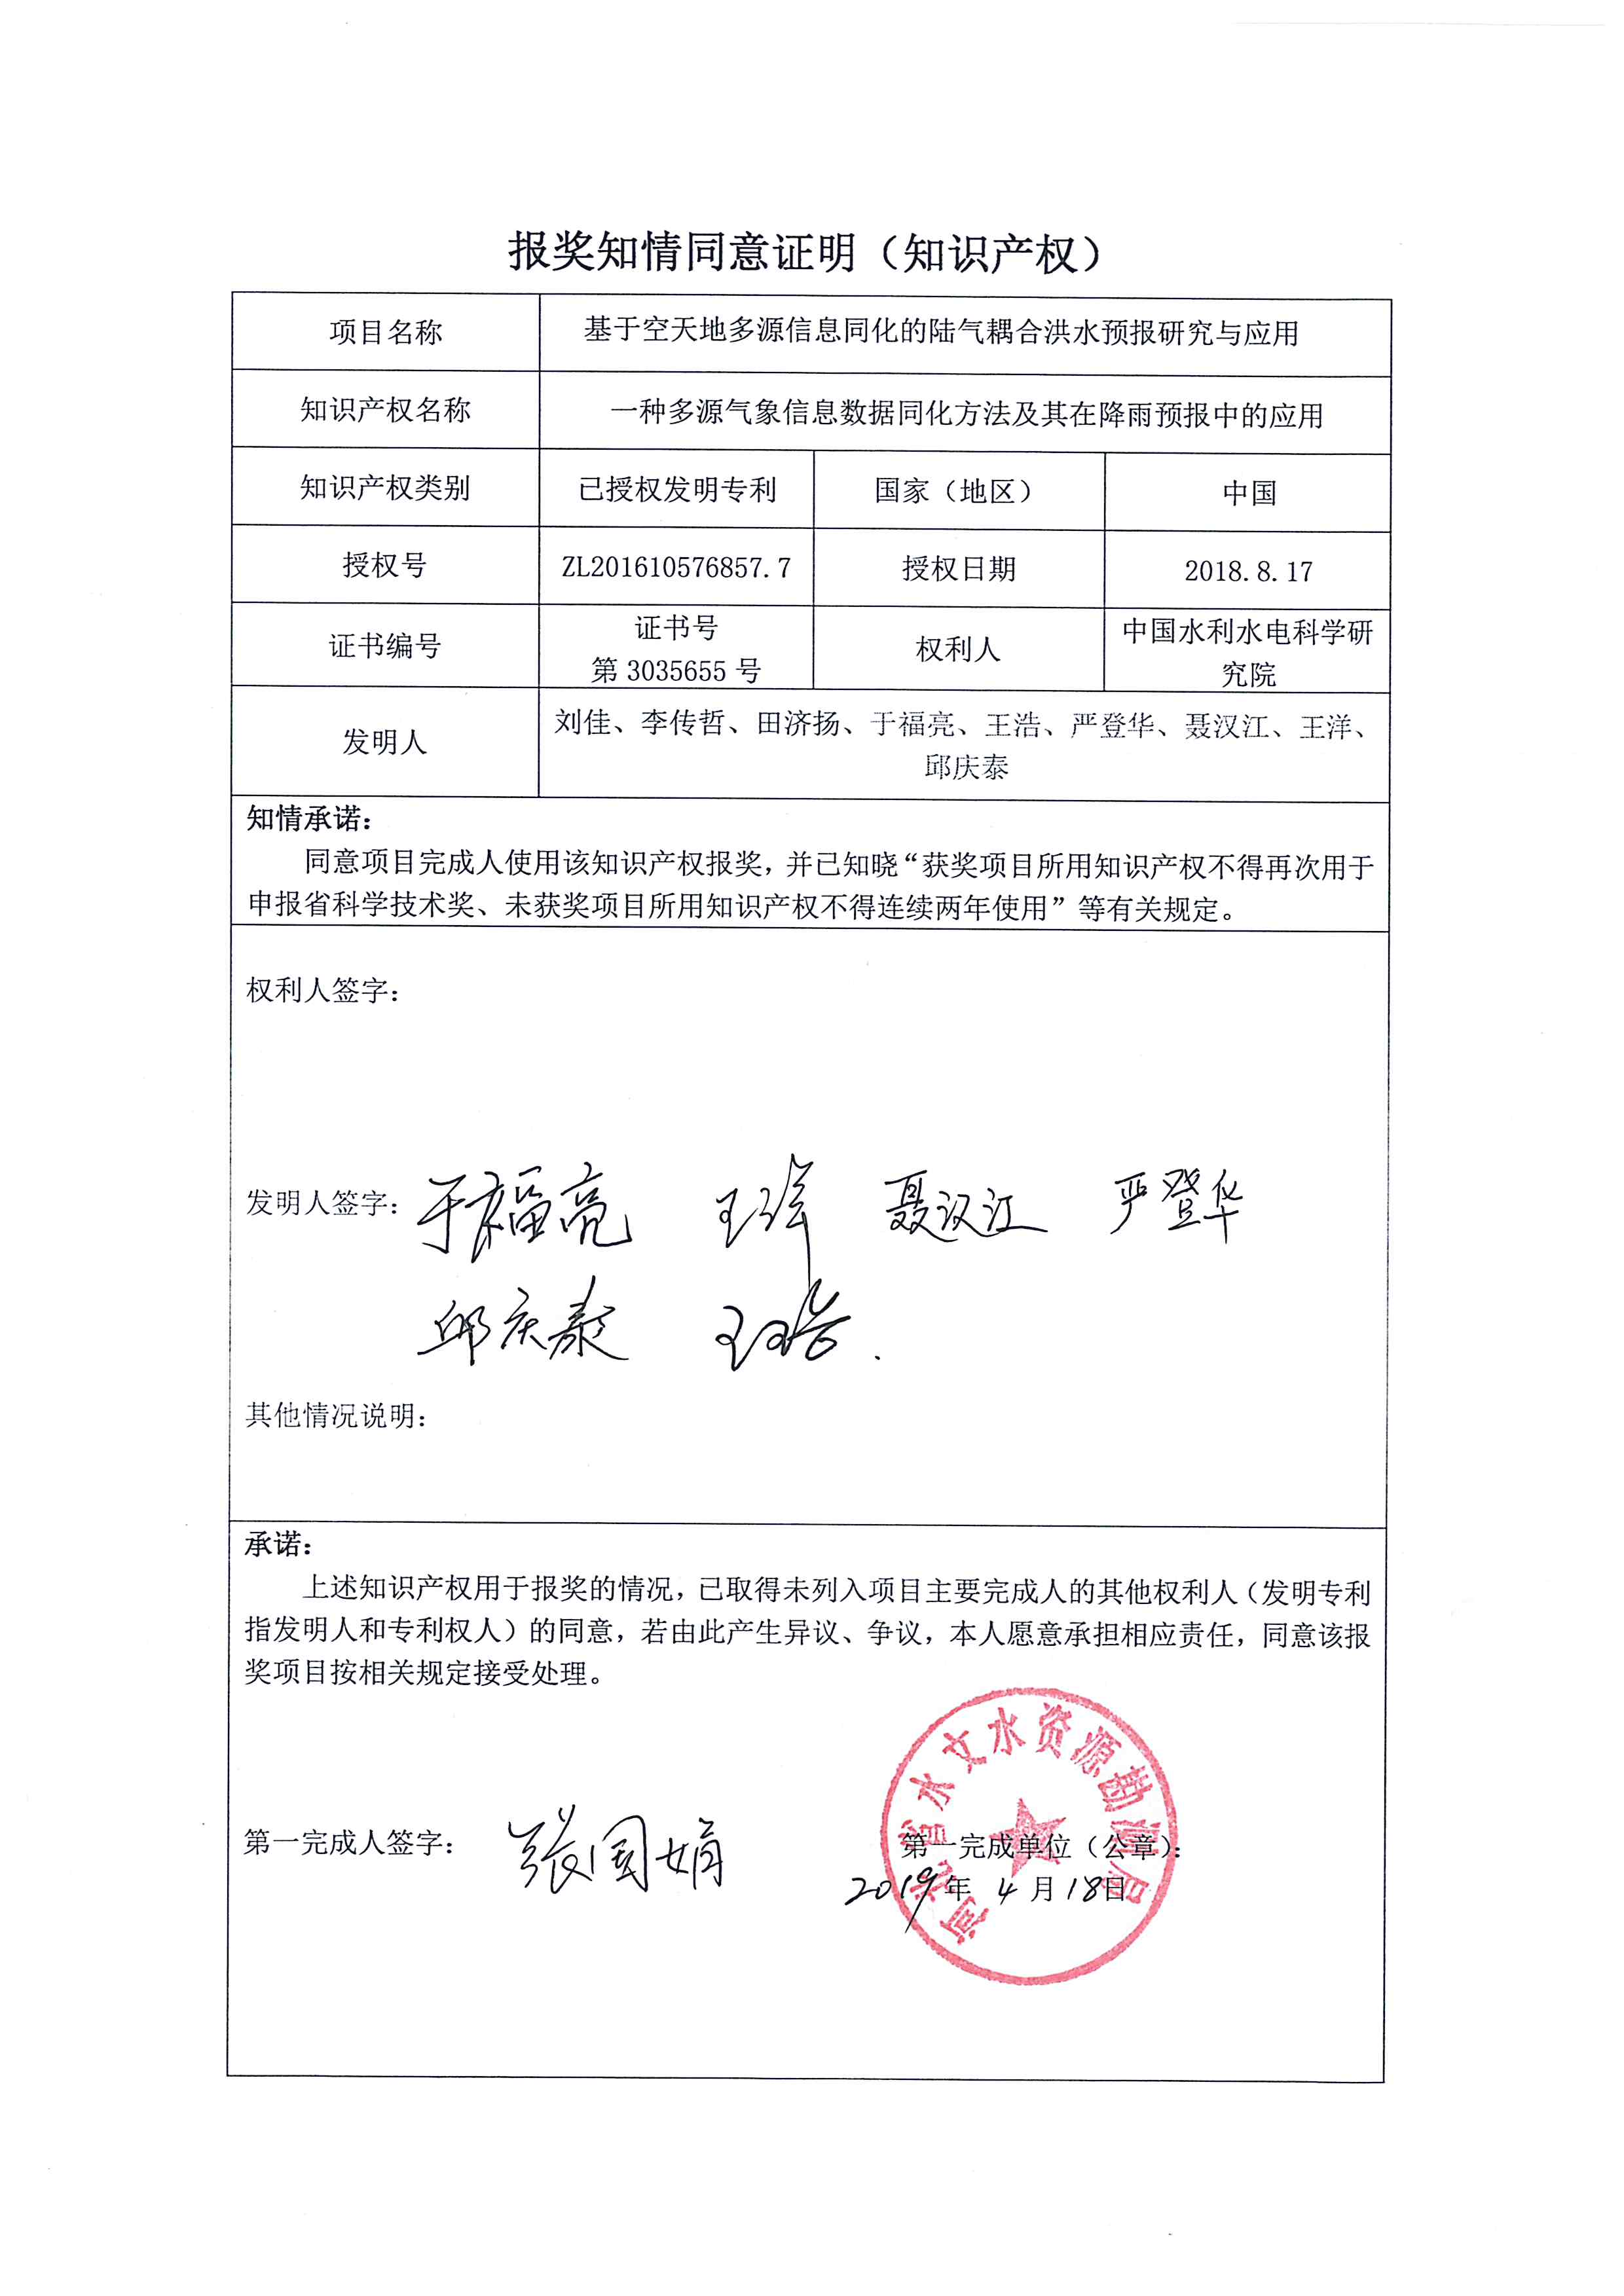 报奖知情同意证明（知识产权）
项目名称 基于空天地多源信息同化的陆气耦合洪水预报研究与应用
知识产权名称 一种多源气象信息数据同化方法及其在降雨预报中的应用
知识产权类别 已授权发明专利 国家（地区） 中国
授权号 ZL201610576857.7 授权日期 2018.8.17
证书编号 证书号
第 3035655 号 权利人 中国水利水电科学研
究院
发明人 刘佳、李传哲、田济扬、于福亮、王浩、严登华、聂汉江、王洋、
邱庆泰
知情承诺：
同意项目完成人使用该知识产权报奖，并已知晓“获奖项目所用知识产权不得再次用于
申报省科学技术奖、未获奖项目所用知识产权不得连续两年使用”等有关规定。
权利人签字：
发明人签字： 于福亮 王洋 聂汉江 严登华
邱庆泰 王浩
其他情况说明：
承诺：
上述知识产权用于报奖的情况，已取得未列入项目主要完成人的其他权利人（发明专利
指发明人和专利权人）的同意，若由此产生异议、争议，本人愿意承担相应责任，同意该报
奖项目按相关规定接受处理。
河北省水文水资源勘测局
第一完成人签字： 张国娟 第一完成单位（公章）：
2019年 4月18日